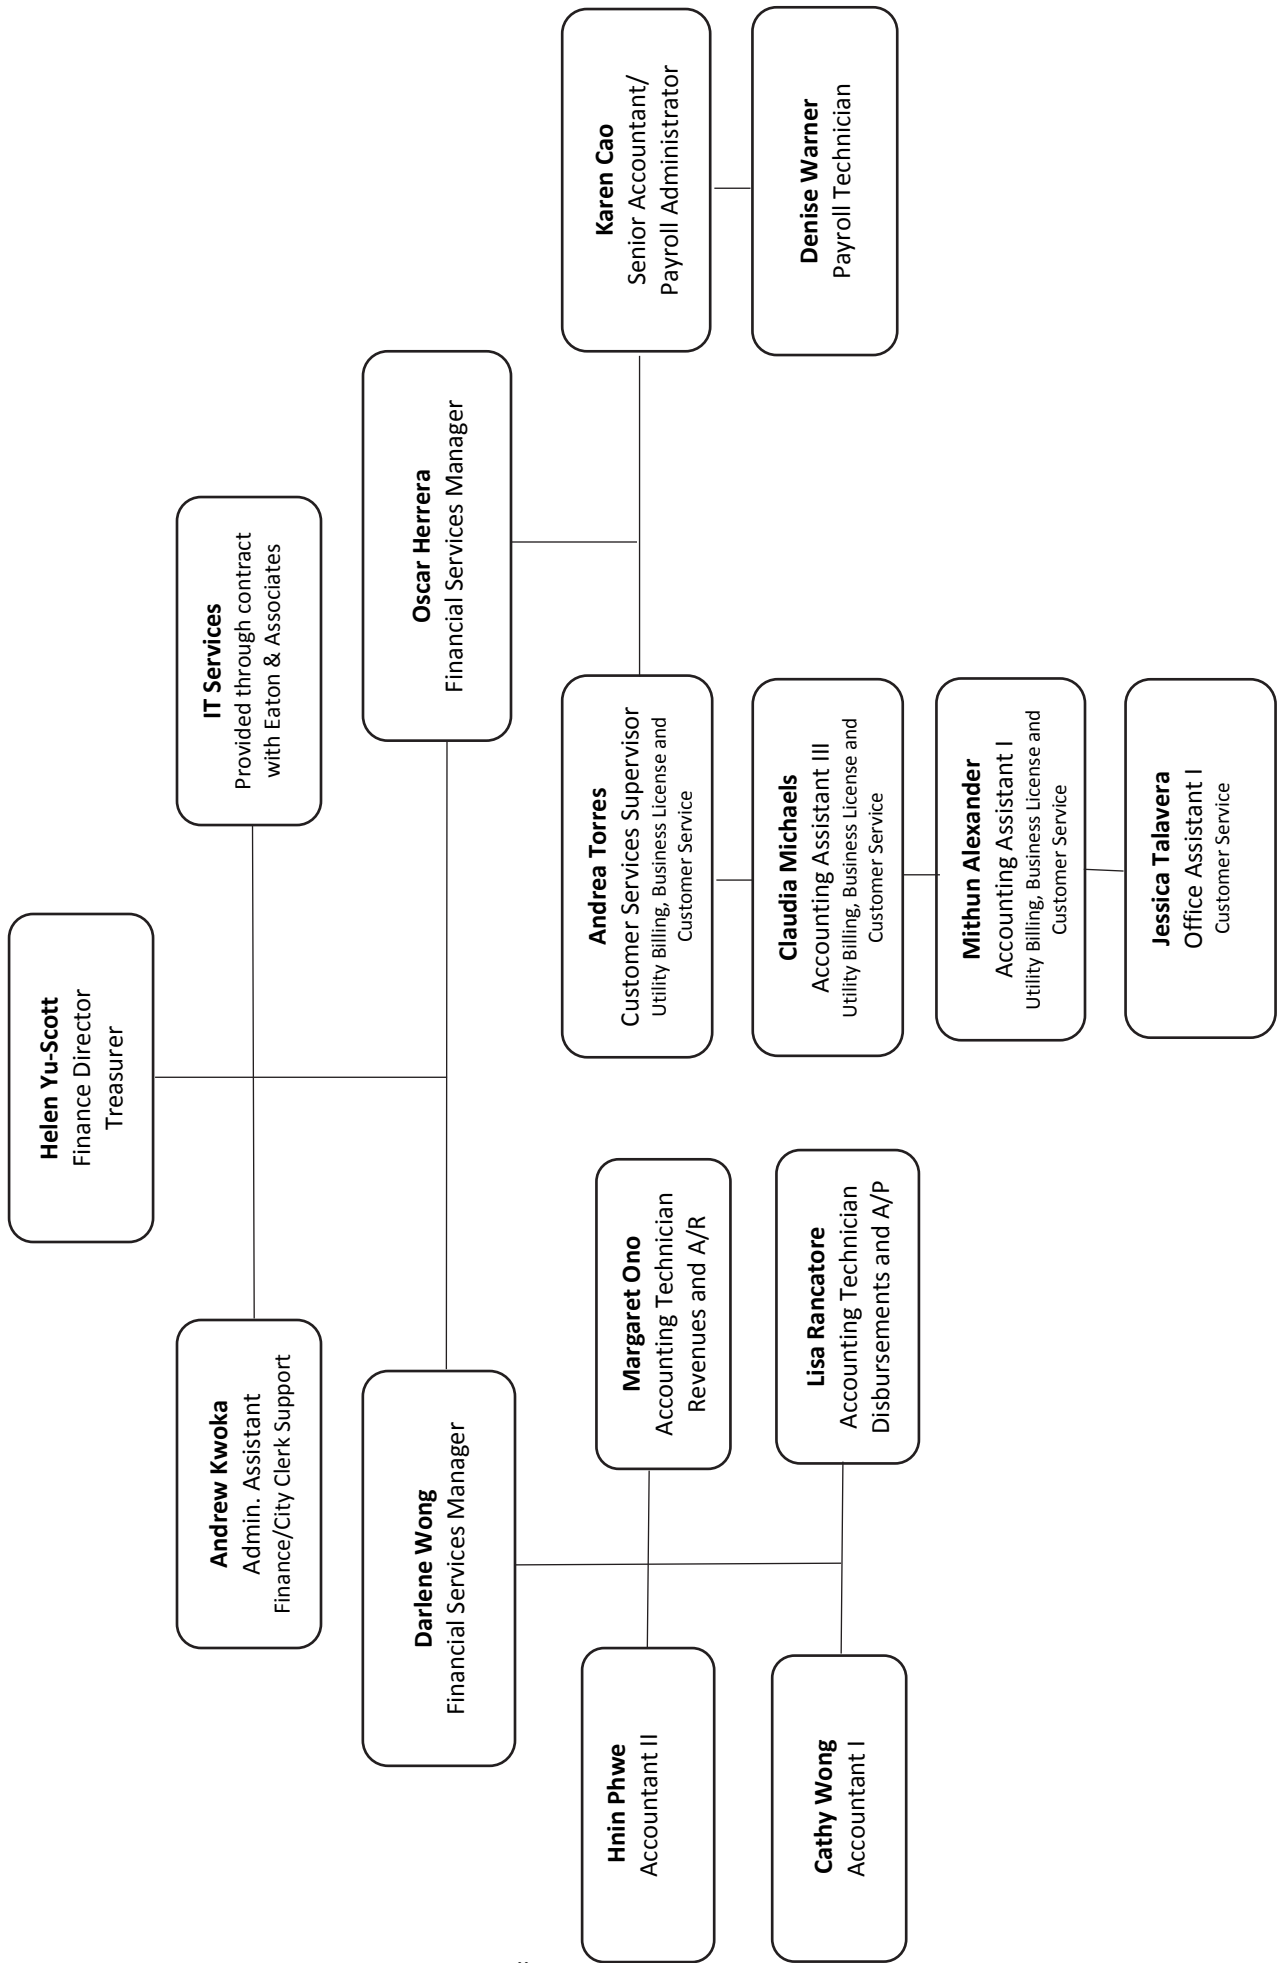 Helen Yu-Scott
Finance Director
Treasurer
Andrew Kwoka
Admin. Assistant
Finance/City Clerk Support
IT Services
Provided through contract
with Eaton & Associates
Darlene Wong
Financial Services Manager
Oscar Herrera
Financial Services Manager
Hnin Phwe
Accountant II
Margaret Ono
Accounting Technician
Revenues and A/R
Cathy Wong
Accountant I
Lisa Rancatore
Accounting Technician
Disbursements and A/P
Andrea Torres
Customer Services Supervisor
Utility Billing, Business License and
Customer Service
Claudia Michaels
Accounting Assistant III
Utility Billing, Business License and
Customer Service
Mithun Alexander
Accounting Assistant I
Utility Billing, Business License and
Customer Service
Jessica Talavera
Office Assistant I
Customer Service
Karen Cao
Senior Accountant/
Payroll Administrator
Denise Warner
Payroll Technician